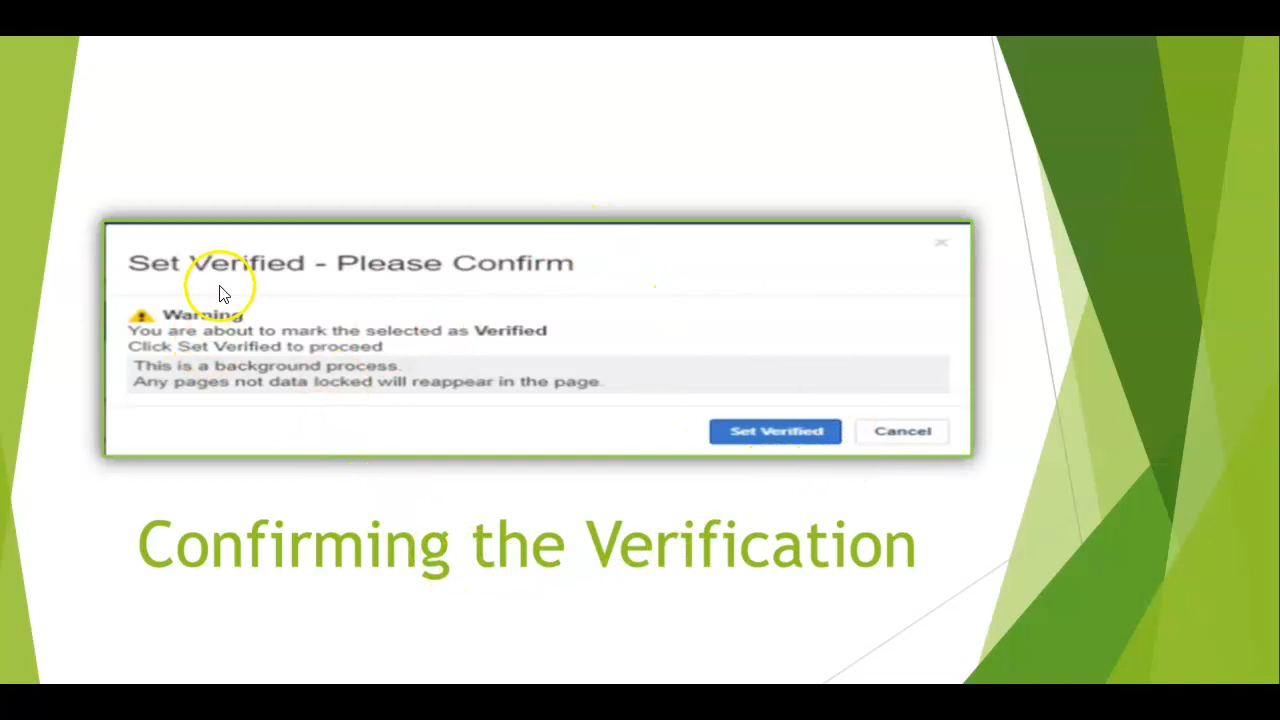 Set Verified - Please Confirm
Warning
You are about to mark the selected as Verified
Click Set Verified to proceed
This is a background process.
Any pages not data locked will reappear in the page.
Set Verified Cancel
Confirming the Verification